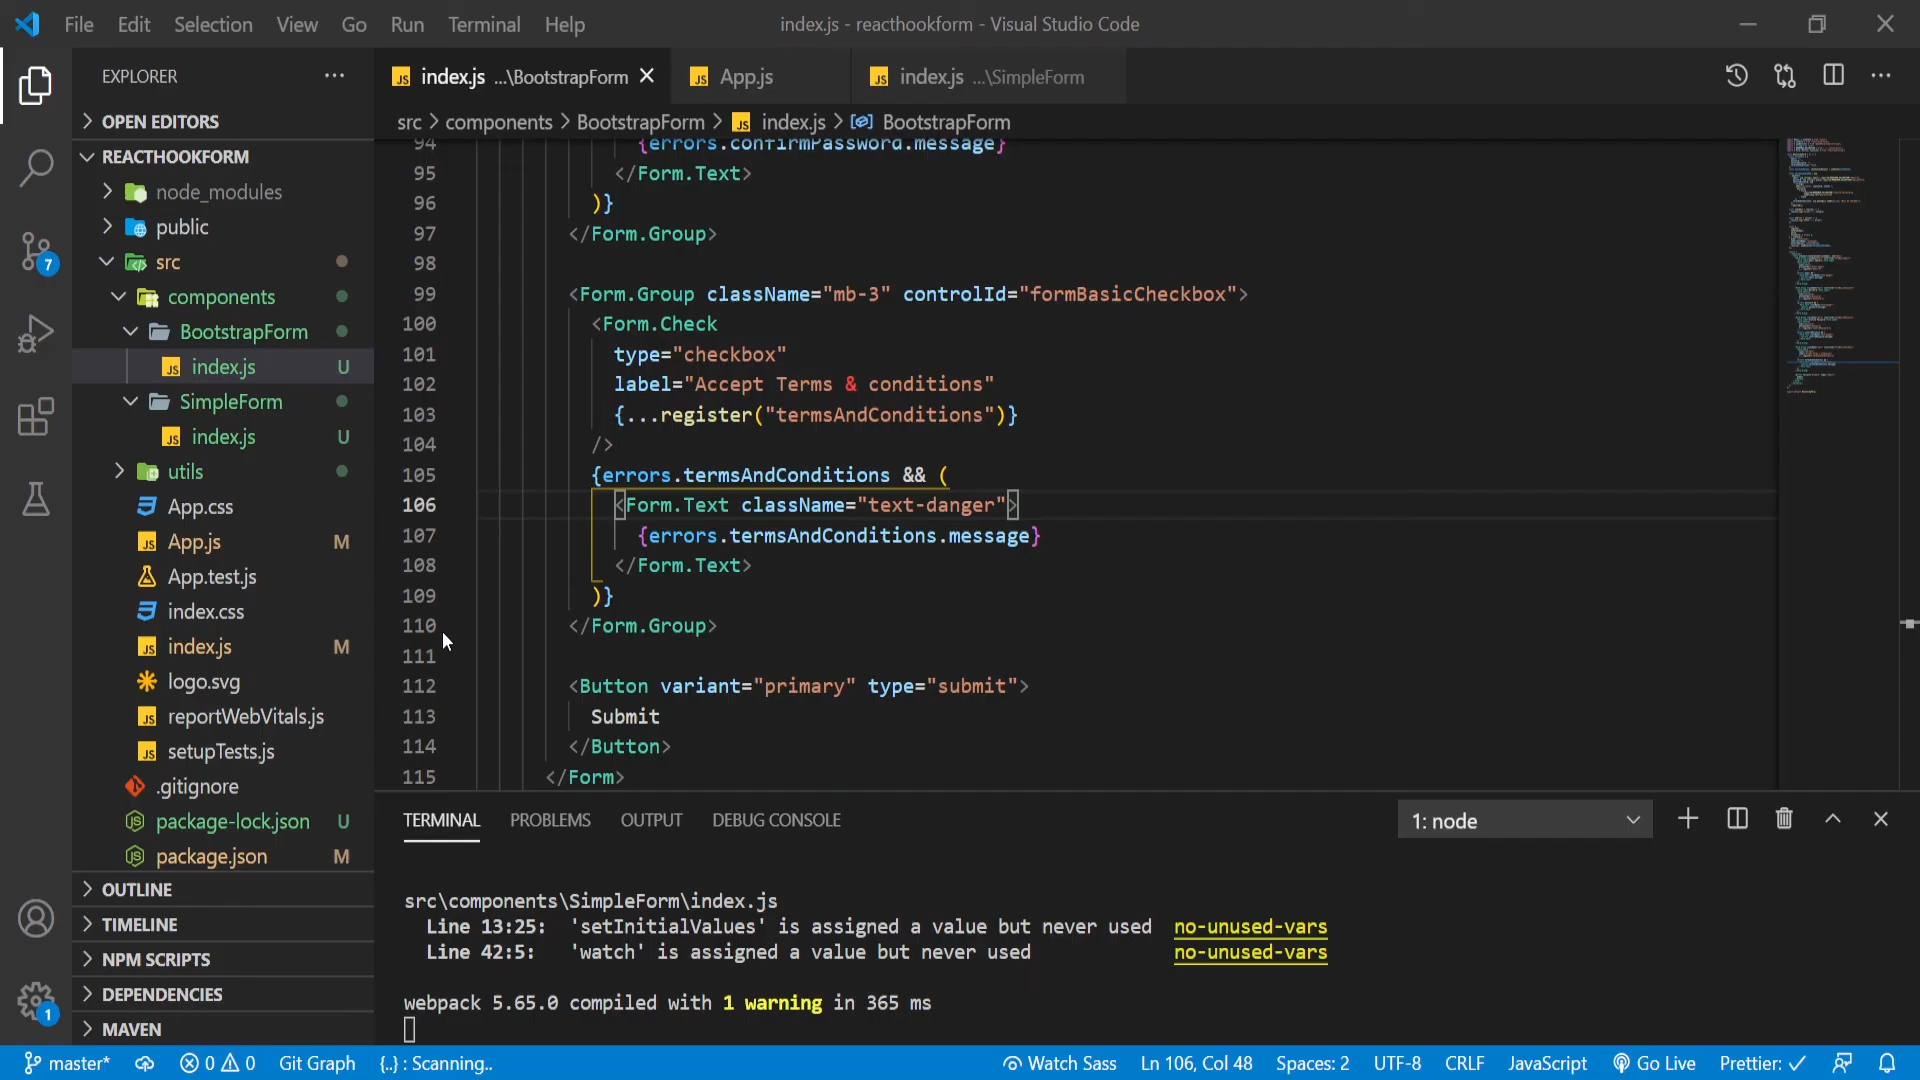 File Edit Selection View Go Run Terminal Help
index.js - reacthookform - Visual Studio Code
EXPLORER
OPEN EDITORS
REACTHOOKFORM
node_modules
public
src
components
BootstrapForm
index.js U
SimpleForm
index.js U
utils
App.css
App.js M
App.test.js
index.css
index.js M
logo.svg
reportWebVitals.js
setupTests.js
.gitignore
package-lock.json U
package.json M
OUTLINE
TIMELINE
NPM SCRIPTS
DEPENDENCIES
MAVEN
7
1
JS index.js ...\BootstrapForm JS App.js JS index.js ...\SimpleForm
src > components > BootstrapForm > JS index.js > BootstrapForm
94 {errors.confirmPassword.message}
95 </Form.Text>
96 )}
97 </Form.Group>
98
99 <Form.Group className="mb-3" controlId="formBasicCheckbox">
100 <Form.Check
101 type="checkbox"
102 label="Accept Terms & conditions"
103 {...register("termsAndConditions")}
104 />
105 {errors.termsAndConditions && (
106 <Form.Text className="text-danger">
107 {errors.termsAndConditions.message}
108 </Form.Text>
109 )}
110 </Form.Group>
111
112 <Button variant="primary" type="submit">
113 Submit
114 </Button>
115 </Form>
TERMINAL PROBLEMS OUTPUT DEBUG CONSOLE
1: node
src\components\SimpleForm\index.js
Line 13:25: 'setInitialValues' is assigned a value but never used no-unused-vars
Line 42:5: 'watch' is assigned a value but never used no-unused-vars
webpack 5.65.0 compiled with 1 warning in 365 ms
master* 0 0 Git Graph {..} : Scanning..
Watch Sass Ln 106, Col 48 Spaces: 2 UTF-8 CRLF JavaScript Go Live Prettier: ✓